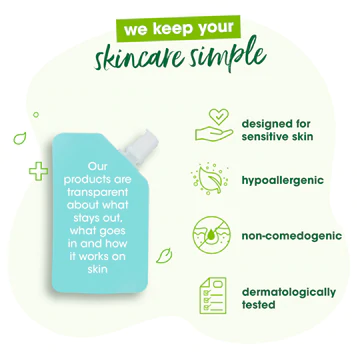 we keep your
skincare simple
Our
products are
transparent
about what
stays out,
what goes
in and how
it works on
skin
designed for
sensitive skin
hypoallergenic
non-comedogenic
dermatologically
tested